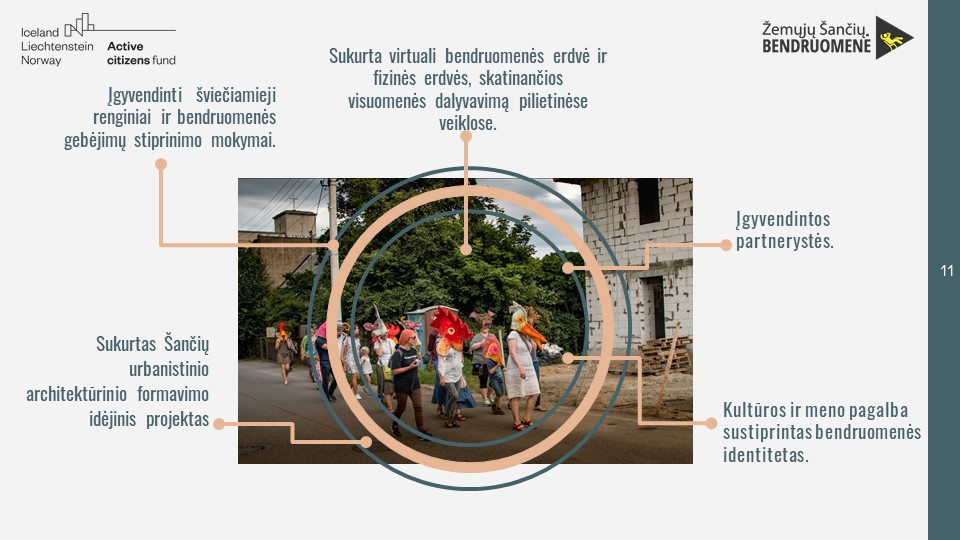 Iceland
Liechtenstein
Norway
Active
citizens fund
Žemųjų Šančių
BENDRUOMENĖ
Sukurta virtuali bendruomenės erdvė ir
fizinės erdvės, skatinančios
visuomenės dalyvavimą pilietinėse
veiklose.
Įgyvendinti šviečiamieji
renginiai ir bendruomenės
gebėjimų stiprinimo mokymai.
Įgyvendintos
partnerystės.
11
Sukurtas Šančių
urbanistinio
architektūrinio formavimo
idėjinis projektas
Kultūros ir meno pagalba
sustiprintas bendruomenės
identitetas.